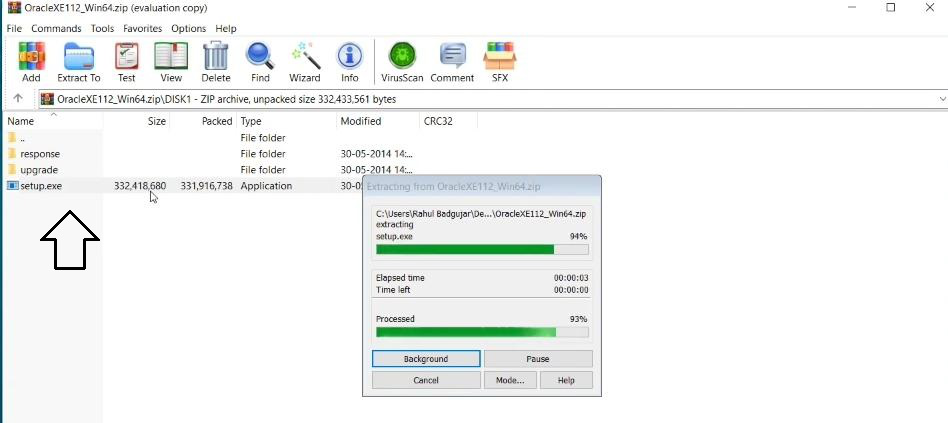 OracleXE112_Win64.zip (evaluation copy)
File Commands Tools Favorites Options Help
Add Extract To Test View Delete Find Wizard Info VirusScan Comment SFX
OracleXE112_Win64.zip\DISK1 - ZIP archive, unpacked size 332,433,561 bytes
Name Size Packed Type Modified CRC32
.. File folder
response File folder 30-05-2014 14:...
upgrade File folder 30-05-2014 14:...
setup.exe 332,418,680 331,916,738 Application 30-05
Extracting from OracleXE112_Win64.zip
C:\Users\Rahul Badgujar\De...\OracleXE112_Win64.zip
extracting
setup.exe 94%
Elapsed time 00:00:03
Time left 00:00:00
Processed 93%
Background Pause
Cancel Mode... Help